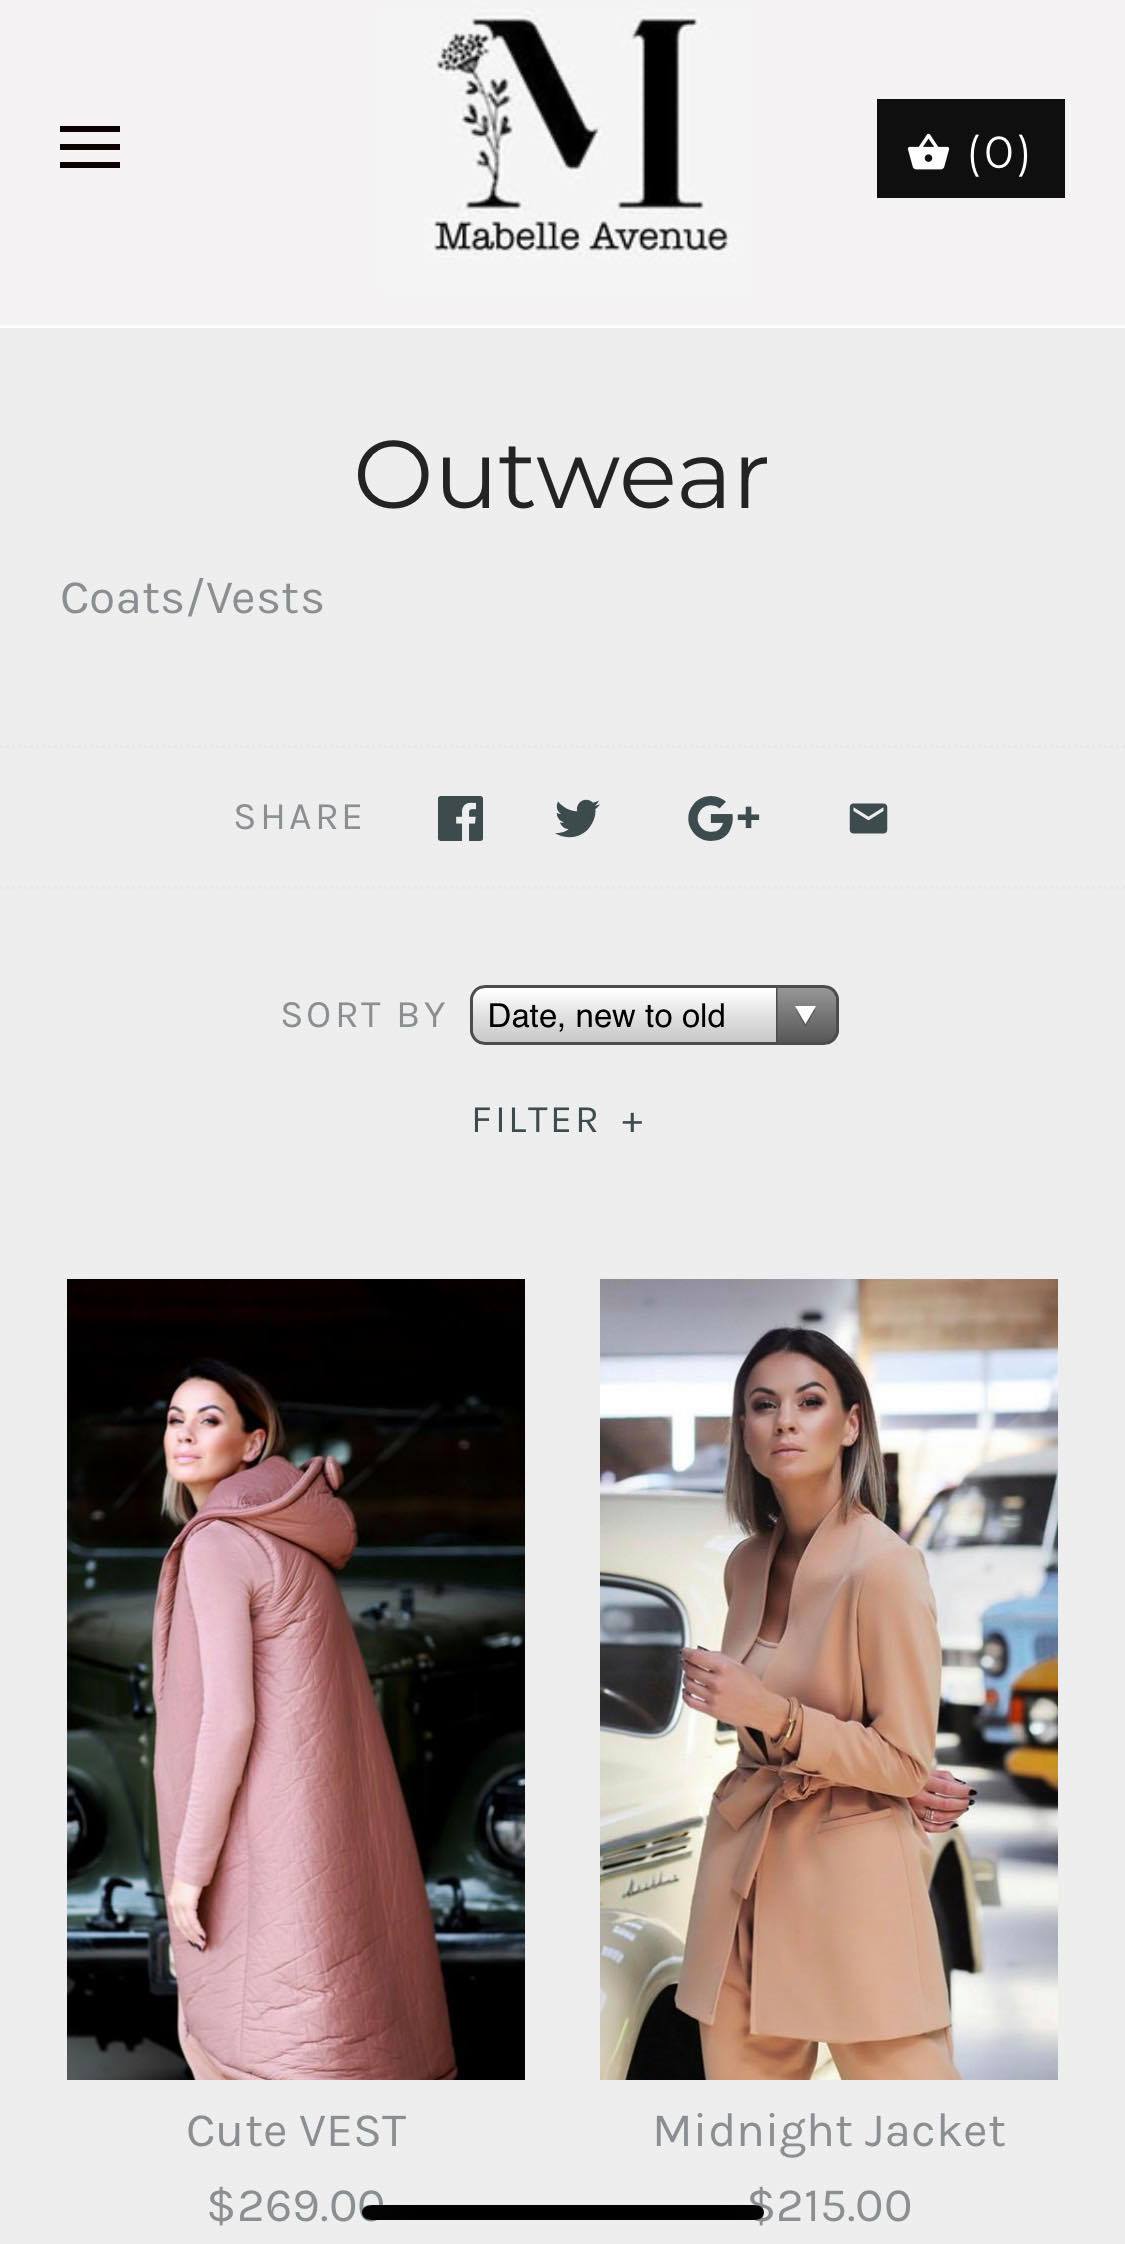 M
Mabelle Avenue
(0)
Outwear
Coats/Vests
SHARE
G+
SORT BY Date, new to old
FILTER +
Cute VEST
Midnight Jacket
$269.00
$215.00